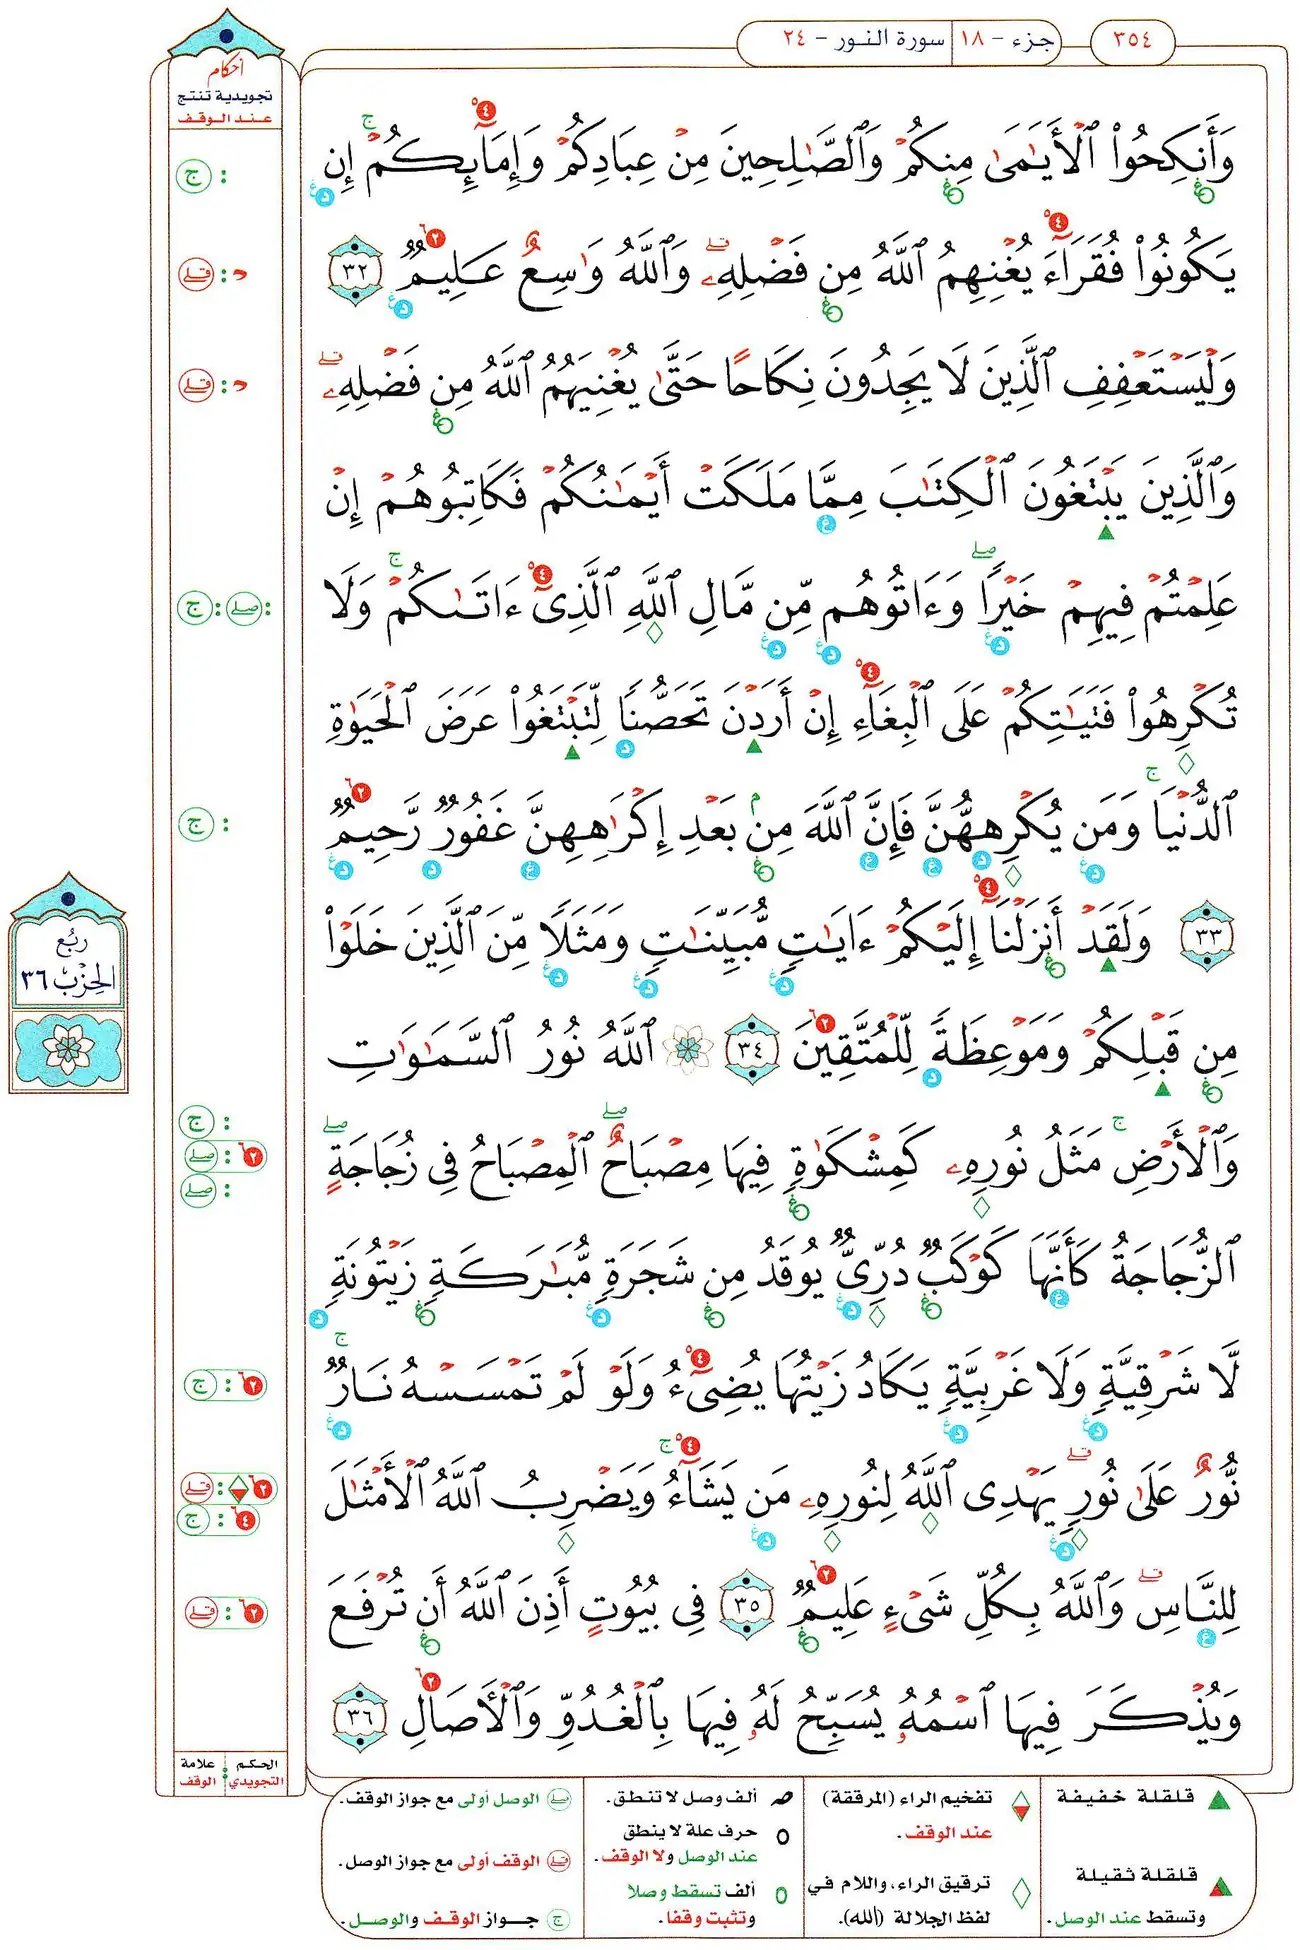 ٣٥٤
جزء - ١٨ سورة النور - ٢٤
أحكام
تجويدية تنتج
عند الوقف
وَأَنكِحُواْ ٱلْأَيَٰمَىٰ مِنكُمْ وَٱلصَّٰلِحِينَ مِنْ عِبَادِكُمْ وَإِمَآئِكُمْۚ إِن
يَكُونُواْ فُقَرَآءَ يُغْنِهِمُ ٱللَّهُ مِن فَضْلِهِۦۗ وَٱللَّهُ وَٰسِعٌ عَلِيمٌ ٣٢
وَلْيَسْتَعْفِفِ ٱلَّذِينَ لَا يَجِدُونَ نِكَاحًا حَتَّىٰ يُغْنِيَهُمُ ٱللَّهُ مِن فَضْلِهِۦۗ
وَٱلَّذِينَ يَبْتَغُونَ ٱلْكِتَٰبَ مِمَّا مَلَكَتْ أَيْمَٰنُكُمْ فَكَاتِبُوهُمْ إِنْ
عَلِمْتُمْ فِيهِمْ خَيْرًاۖ وَءَاتُوهُم مِّن مَّالِ ٱللَّهِ ٱلَّذِىٓ ءَاتَىٰكُمْۚ وَلَا
تُكْرِهُواْ فَتَيَٰتِكُمْ عَلَى ٱلْبِغَآءِ إِنْ أَرَدْنَ تَحَصُّنًا لِّتَبْتَغُواْ عَرَضَ ٱلْحَيَوٰةِ
ٱلدُّنْيَاۚ وَمَن يُكْرِههُّنَّ فَإِنَّ ٱللَّهَ مِنۢ بَعْدِ إِكْرَٰهِهِنَّ غَفُورٌ رَّحِيمٌ
٣٣ وَلَقَدْ أَنزَلْنَآ إِلَيْكُمْ ءَايَٰتٍ مُّبَيِّنَٰتٍ وَمَثَلًا مِّنَ ٱلَّذِينَ خَلَوْاْ
مِن قَبْلِكُمْ وَمَوْعِظَةً لِّلْمُتَّقِينَ ٣٤ ٱللَّهُ نُورُ ٱلسَّمَٰوَٰتِ
وَٱلْأَرْضِۚ مَثَلُ نُورِهِۦ كَمِشْكَوٰةٍ فِيهَا مِصْبَاحٌۖ ٱلْمِصْبَاحُ فِى زُجَاجَةٍۖ
ٱلزُّجَاجَةُ كَأَنَّهَا كَوْكَبٌ دُرِّىٌّ يُوقَدُ مِن شَجَرَةٍ مُّبَٰرَكَةٍ زَيْتُونَةٍ
لَّا شَرْقِيَّةٍ وَلَا غَرْبِيَّةٍ يَكَادُ زَيْتُهَا يُضِىٓءُ وَلَوْ لَمْ تَمْسَسْهُ نَارٌۚ
نُّورٌ عَلَىٰ نُورٍۗ يَهْدِى ٱللَّهُ لِنُورِهِۦ مَن يَشَآءُۚ وَيَضْرِبُ ٱللَّهُ ٱلْأَمْثَٰلَ
لِلنَّاسِۗ وَٱللَّهُ بِكُلِّ شَىْءٍ عَلِيمٌ ٣٥ فِى بُيُوتٍ أَذِنَ ٱللَّهُ أَن تُرْفَعَ
وَيُذْكَرَ فِيهَا ٱسْمُهُۥ يُسَبِّحُ لَهُۥ فِيهَا بِٱلْغُدُوِّ وَٱلْأَصَالِ ٣٦
ربع
الحزب ٣٦
الحكم التجويدي : علامة الوقف
قلقلة خفيفة
قلقلة ثقيلة
وتسقط عند الوصل.
تفخيم الراء (المرققة)
عند الوقف.
ترقيق الراء، واللام في
لفظ الجلالة (الله).
ألف وصل لا تنطق.
حرف علة لا ينطق
عند الوصل ولا الوقف.
ألف تسقط وصلا
وتثبت وقفا.
صلے الوصل أولى مع جواز الوقف.
قلے الوقف أولى مع جواز الوصل.
ج جواز الوقف والوصل.